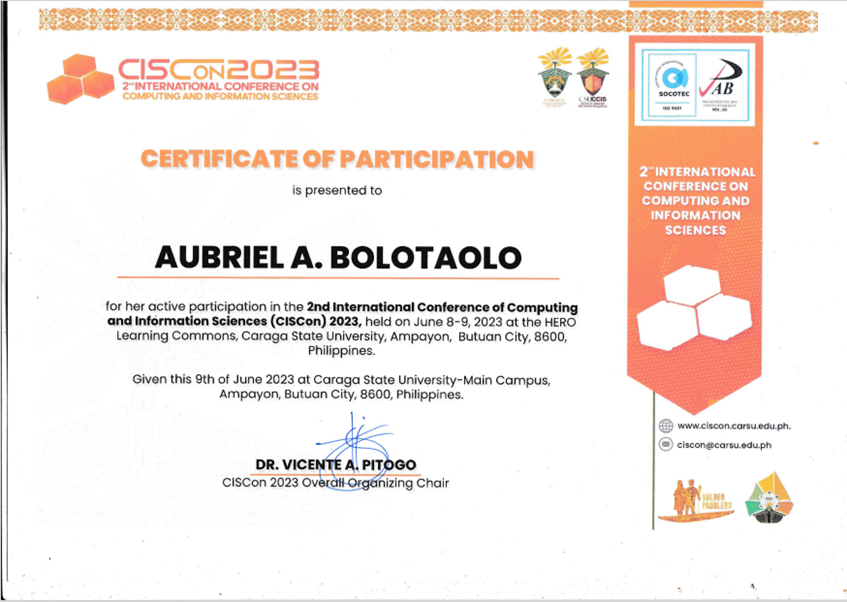 CISCON2023
2ND INTERNATIONAL CONFERENCE ON
COMPUTING AND INFORMATION SCIENCES
CSUCCIS
SOCOTEC
ISO 9001
PAB
CERTIFICATE OF PARTICIPATION
is presented to
AUBRIEL A. BOLOTAOLO
for her active participation in the 2nd International Conference of Computing
and Information Sciences (CISCon) 2023, held on June 8-9, 2023 at the HERO
Learning Commons, Caraga State University, Ampayon, Butuan City, 8600,
Philippines.
Given this 9th of June 2023 at Caraga State University-Main Campus,
Ampayon, Butuan City, 8600, Philippines.
DR. VICENTE A. PITOGO
CISCon 2023 Overall Organizing Chair
2ND INTERNATIONAL
CONFERENCE ON
COMPUTING AND
INFORMATION
SCIENCES
www.ciscon.carsu.edu.ph.
ciscon@carsu.edu.ph
GOLDEN
PADDLERS